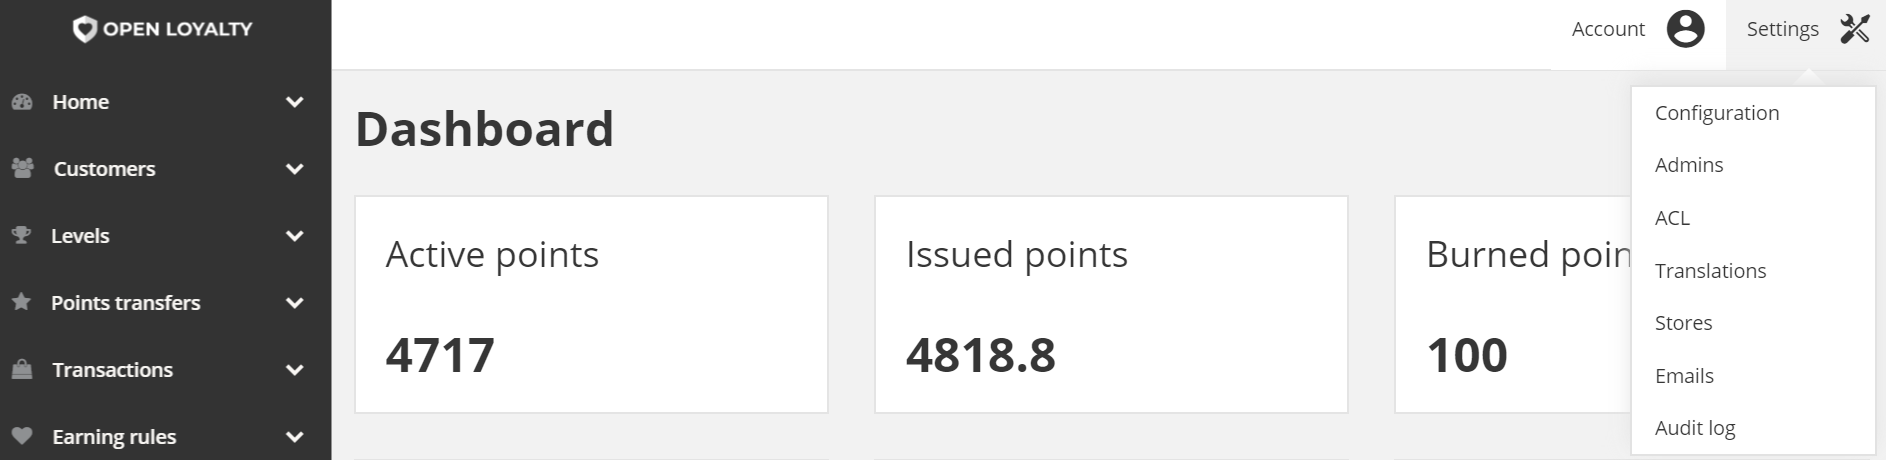 OPEN LOYALTY
Account
Settings
Home
Customers
Levels
Points transfers
Transactions
Earning rules
Dashboard
Active points
4717
Issued points
4818.8
Burned poin
100
Configuration
Admins
ACL
Translations
Stores
Emails
Audit log